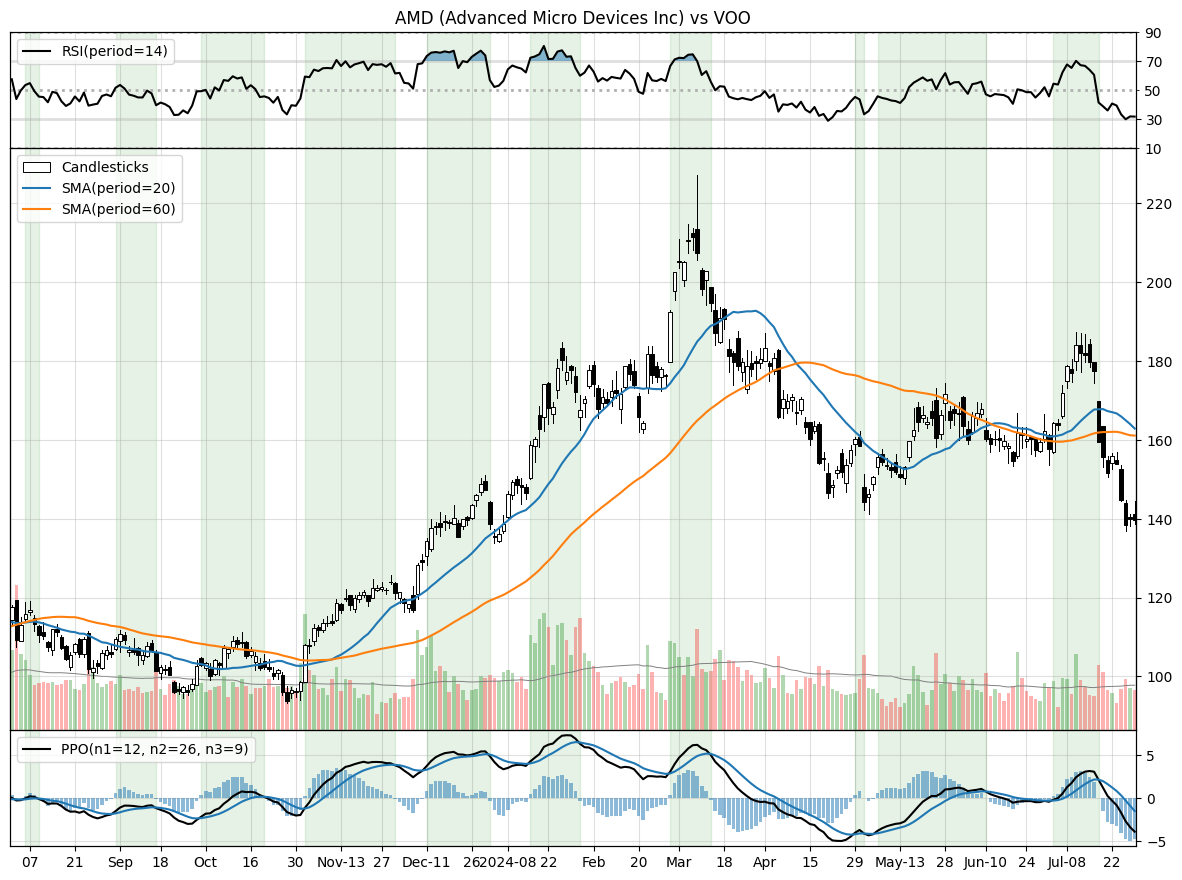 AMD (Advanced Micro Devices Inc) vs VOO
RSI(period=14)
90
70
50
30
10
Candlesticks
SMA(period=20)
SMA(period=60)
220
200
180
160
140
120
100
PPO(n1=12, n2=26, n3=9)
5
0
−5
07 21 Sep 18 Oct 16 30 Nov-13 27 Dec-11 26 2024-08 22 Feb 20 Mar 18 Apr 15 29 May-13 28 Jun-10 24 Jul-08 22